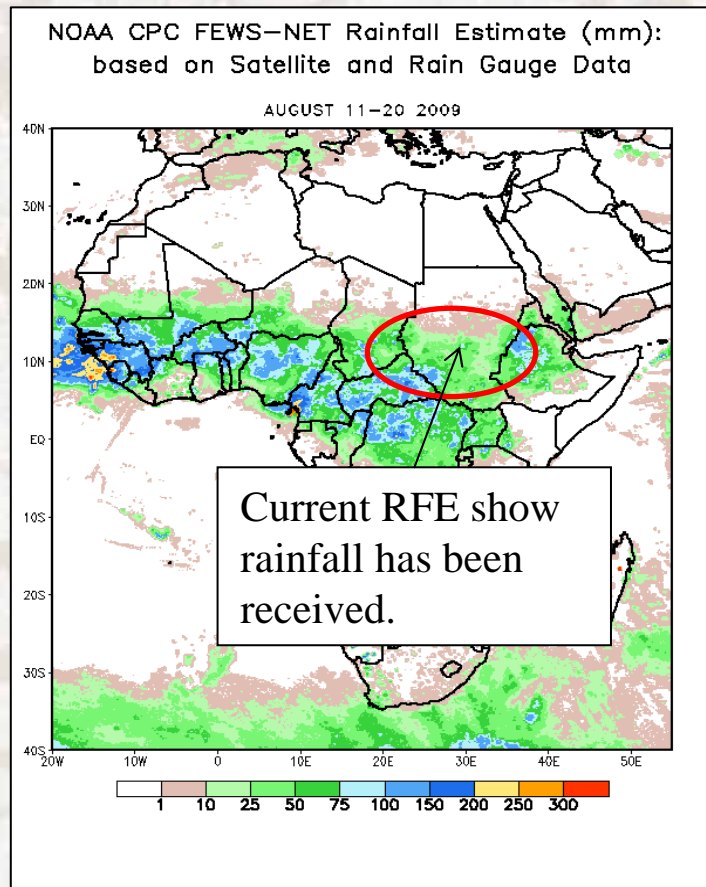 NOAA CPC FEWS-NET Rainfall Estimate (mm):
based on Satellite and Rain Gauge Data
AUGUST 11-20 2009
40N
30N
20N
10N
EQ
10S
20S
30S
40S
Current RFE show
rainfall has been
received.
20W 10W 0 10E 20E 30E 40E 50E
1 10 25 50 75 100 150 200 250 300